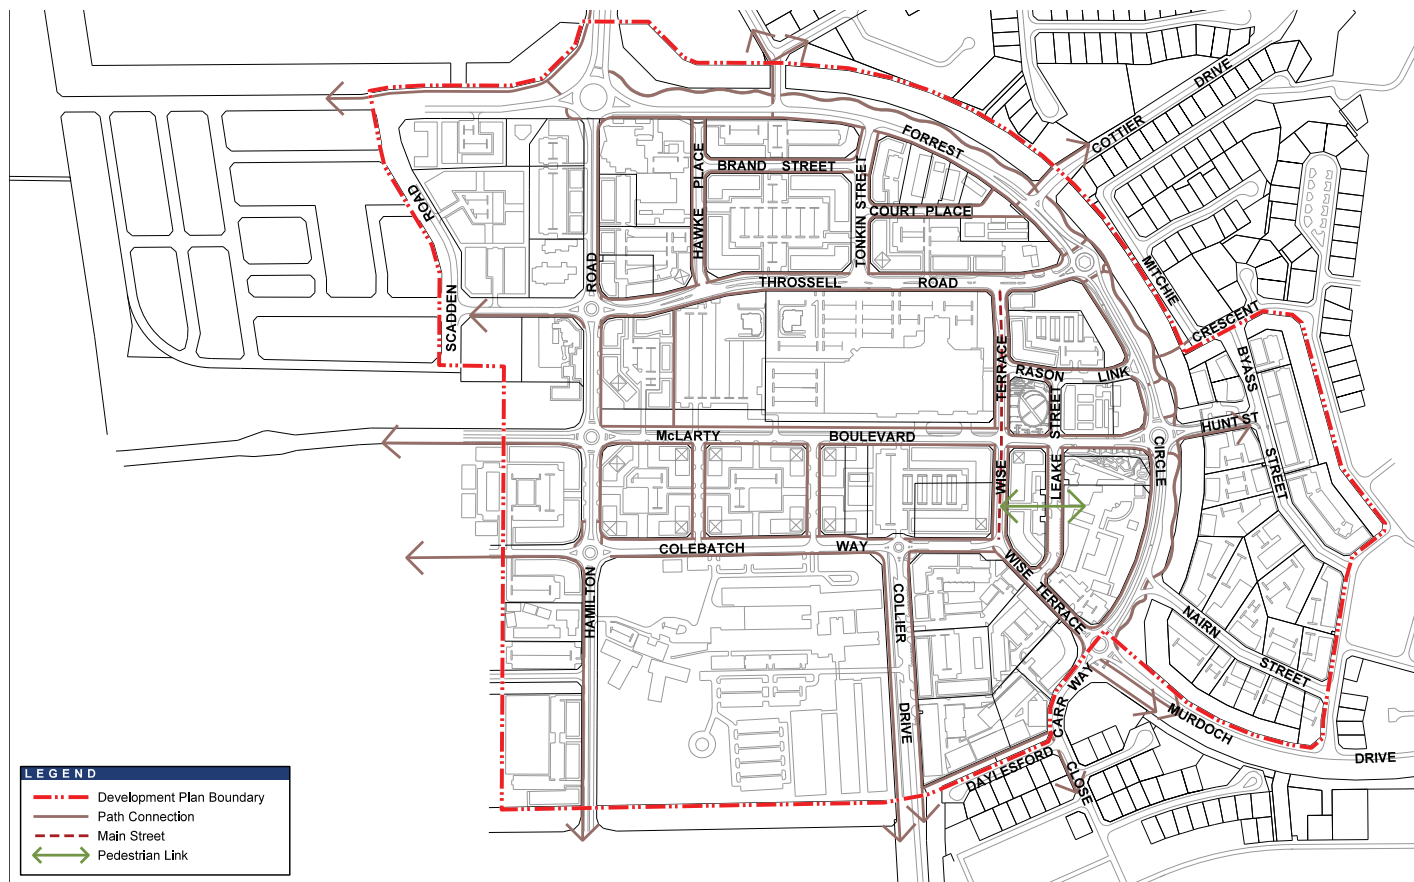 DRIVE
COTTIER
FORREST
BRAND STREET
HAWKE PLACE
TONKIN STREET
COURT PLACE
ROAD
SCADDEN
ROAD
THROSSELL ROAD
MITCHIE
CRESCENT
BYASS
STREET
TERRACE
WISE
RASON LINK
LEAKE STREET
HUNT ST
CIRCLE
McLARTY BOULEVARD
COLEBATCH WAY
HAMILTON
COLLIER
DRIVE
WISE TERRACE
NAIRN
STREET
CARR WAY
MURDOCH
DRIVE
DAYLESFORD
CLOSE
LEGEND
Development Plan Boundary
Path Connection
Main Street
Pedestrian Link